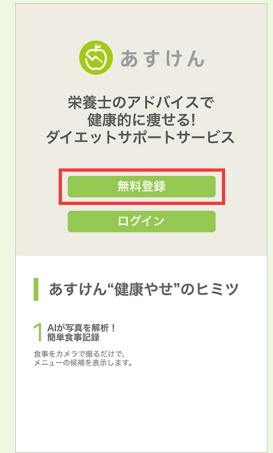 あすけん
栄養士のアドバイスで
健康的に痩せる!
ダイエットサポートサービス
無料登録
ログイン
あすけん“健康やせ”のヒミツ
1 AIが写真を解析！
簡単食事記録
食事をカメラで撮るだけで、
メニューの候補を表示します。